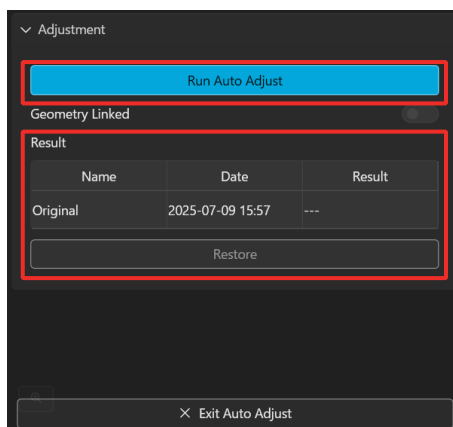 Adjustment
Run Auto Adjust
Geometry Linked
Result
Name Date Result
Original 2025-07-09 15:57 ---
Restore
Exit Auto Adjust